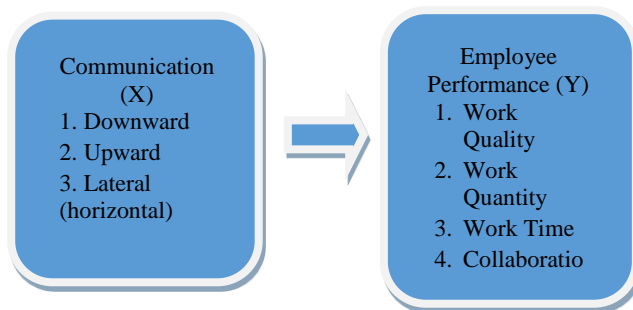 Communication
(X)
1. Downward
2. Upward
3. Lateral
(horizontal)
Employee
Performance (Y)
1. Work
Quality
2. Work
Quantity
3. Work Time
4. Collaboratio